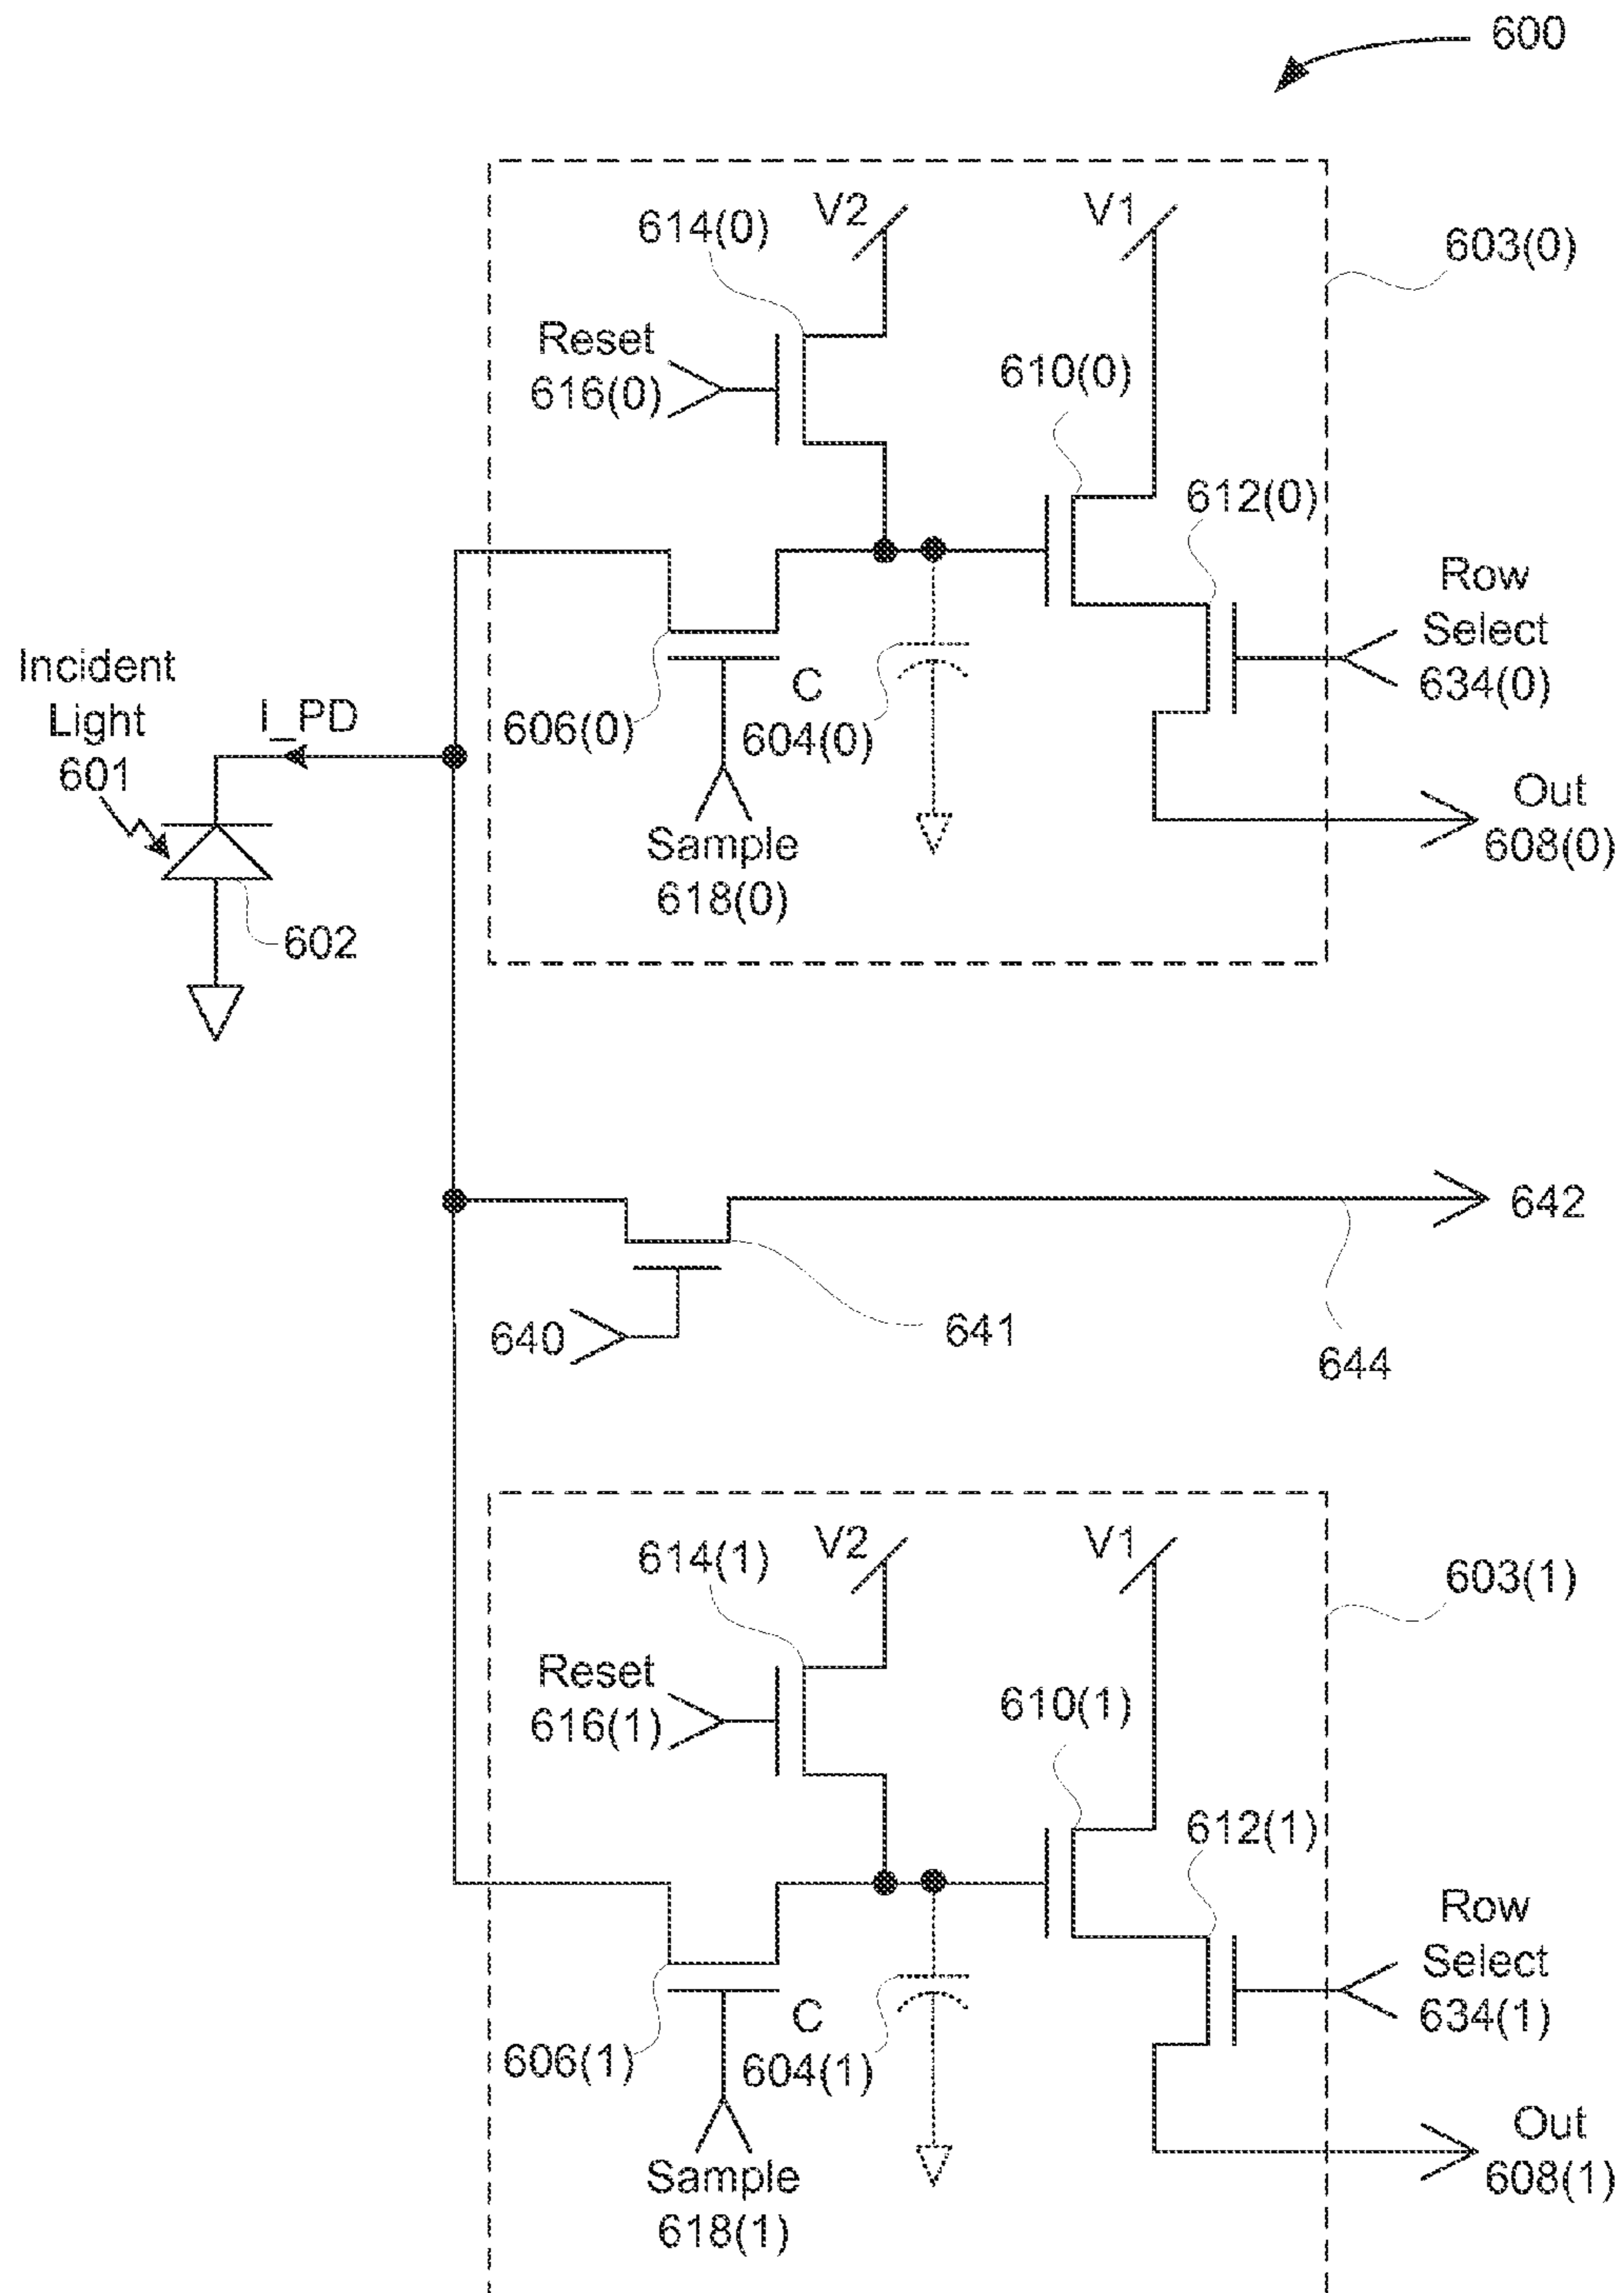 600
V2
V1
614(0)
603(0)
Reset
616(0)
610(0)
612(0)
Row
Select
634(0)
Incident
Light
601
I_PD
606(0)
C
604(0)
Out
608(0)
Sample
618(0)
602
642
640
641
644
V2
V1
614(1)
603(1)
Reset
616(1)
610(1)
612(1)
Row
Select
634(1)
606(1)
C
604(1)
Out
608(1)
Sample
618(1)